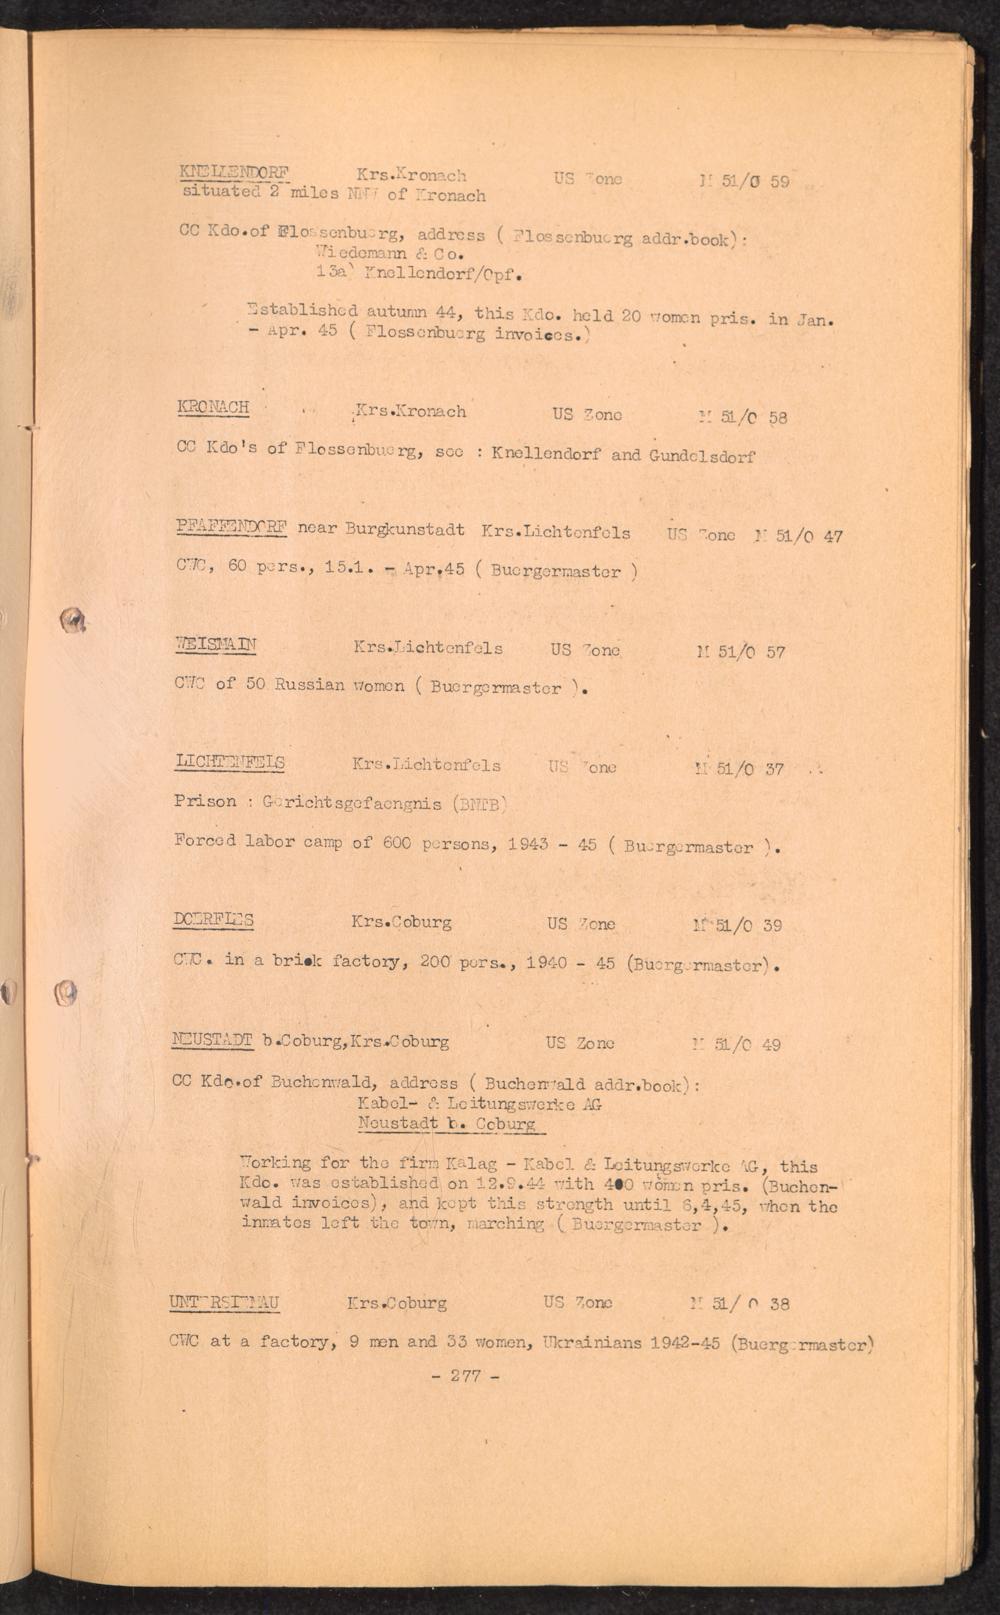 KNELLENDORF Krs.Kronach US Zone M 51/O 59
situated 2 miles NNW of Kronach
CC Kdo.of Flossenbuerg, address ( Flossenbuerg addr.book):
Wiedemann & Co.
13a) Knellendorf/Opf.
Established autumn 44, this Kdo. held 20 women pris. in Jan.
- Apr. 45 ( Flossenbuerg invoices.)
KRONACH Krs.Kronach US Zone M 51/O 58
CC Kdo's of Flossenbuerg, see : Knellendorf and Gundelsdorf
PFAFFENDORF near Burgkunstadt Krs.Lichtenfels US Zone M 51/O 47
CWC, 60 pers., 15.1. - Apr.45 ( Buergermaster )
WEISMAIN Krs.Lichtenfels US Zone M 51/O 57
CWC of 50 Russian women ( Buergermaster ).
LICHTENFELS Krs.Lichtenfels US Zone M 51/O 37
Prison : Gerichtsgefaengnis (BNTB)
Forced labor camp of 600 persons, 1943 - 45 ( Buergermaster ).
DOERFLES Krs.Coburg US Zone M 51/O 39
CWC. in a brick factory, 200 pers., 1940 - 45 (Buergermaster).
NEUSTADT b.Coburg,Krs.Coburg US Zone M 51/O 49
CC Kdo.of Buchenwald, address ( Buchenwald addr.book):
Kabel- & Leitungswerke AG
Neustadt b. Coburg
Working for the firm Kalag - Kabel & Leitungswerke AG, this
Kdo. was established on 12.9.44 with 400 women pris. (Buchen-
wald invoices), and kept this strength until 6,4,45, when the
inmates left the town, marching ( Buergermaster ).
UNTERSIEMAU Krs.Coburg US Zone M 51/ O 38
CWC at a factory, 9 men and 33 women, Ukrainians 1942-45 (Buergermaster)
- 277 -